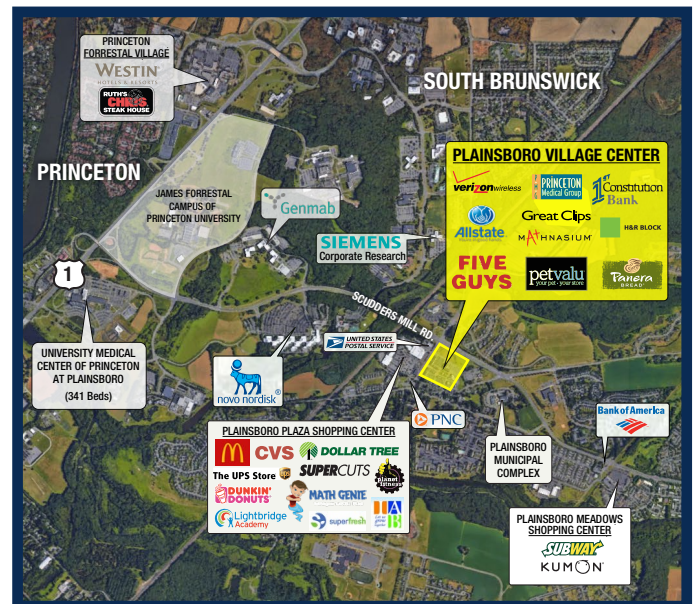 PRINCETON
FORRESTAL VILLAGE
WESTIN
HOTELS & RESORTS
RUTH'S
CHRIS
STEAK HOUSE
SOUTH BRUNSWICK
PRINCETON
JAMES FORRESTAL
CAMPUS OF
PRINCETON UNIVERSITY
Genmab
SIEMENS
Corporate Research
PLAINSBORO VILLAGE CENTER
verizonwireless
PRINCETON
Medical Group
1ST Constitution
Bank
Allstate
Great Clips
MATHNASIUM
H&R BLOCK
FIVE
GUYS
petvalu
your pet · your store
Panera
BREAD
1
SCUDDERS MILL RD.
UNITED STATES
POSTAL SERVICE
UNIVERSITY MEDICAL
CENTER OF PRINCETON
AT PLAINSBORO
(341 Beds)
novo nordisk®
PNC
PLAINSBORO PLAZA SHOPPING CENTER
M CVS DOLLAR TREE
The UPS Store ups SUPERCUTS planet fitness
DUNKIN' DONUTS
MATH GENIE
Lightbridge
Academy
superfresh
PLAINSBORO
MUNICIPAL
COMPLEX
Bank of America
PLAINSBORO MEADOWS
SHOPPING CENTER
SUBWAY
KUMON